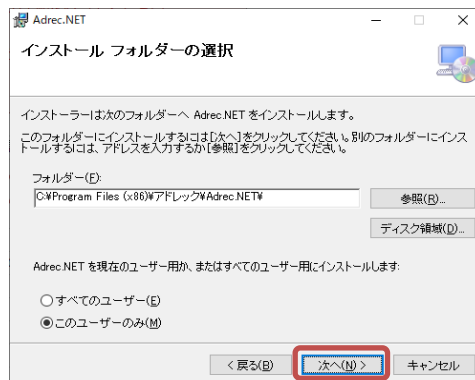 Adrec.NET
インストール フォルダーの選択
インストーラーは次のフォルダーへ Adrec.NET をインストールします。
このフォルダーにインストールするには[次へ]をクリックしてください。別のフォルダーにインス
トールするには、アドレスを入力するか[参照]をクリックしてください。
フォルダー(F):
C:¥Program Files (x86)¥アドレック¥Adrec.NET¥
参照(R)...
ディスク領域(D)...
Adrec.NET を現在のユーザー用か、またはすべてのユーザー用にインストールします:
すべてのユーザー(E)
このユーザーのみ(M)
< 戻る(B)
次へ(N) >
キャンセル